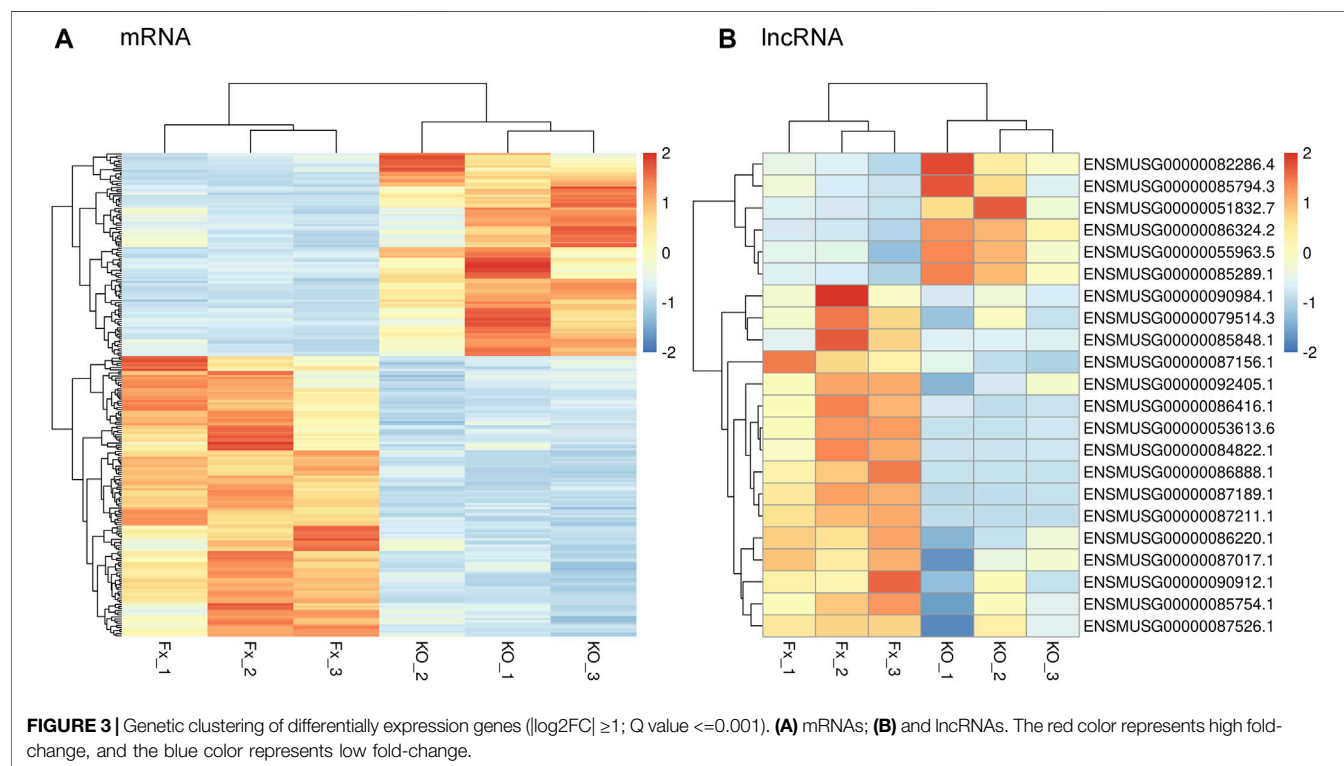 A mRNA
B lncRNA
2
1
0
-1
-2
Fx_1
Fx_2
Fx_3
KO_2
KO_1
KO_3
ENSMUSG00000082286.4
ENSMUSG00000085794.3
ENSMUSG00000051832.7
ENSMUSG00000086324.2
ENSMUSG00000055963.5
ENSMUSG00000085289.1
ENSMUSG00000090984.1
ENSMUSG00000079514.3
ENSMUSG00000085848.1
ENSMUSG00000087156.1
ENSMUSG00000092405.1
ENSMUSG00000086416.1
ENSMUSG00000053613.6
ENSMUSG00000084822.1
ENSMUSG00000086888.1
ENSMUSG00000087189.1
ENSMUSG00000087211.1
ENSMUSG00000086220.1
ENSMUSG00000087017.1
ENSMUSG00000090912.1
ENSMUSG00000085754.1
ENSMUSG00000087526.1
2
1
0
-1
-2
Fx_1
Fx_2
Fx_3
KO_1
KO_2
KO_3
FIGURE 3 | Genetic clustering of differentially expression genes (|log2FC| ≥1; Q value <=0.001). (A) mRNAs; (B) and lncRNAs. The red color represents high fold-
change, and the blue color represents low fold-change.